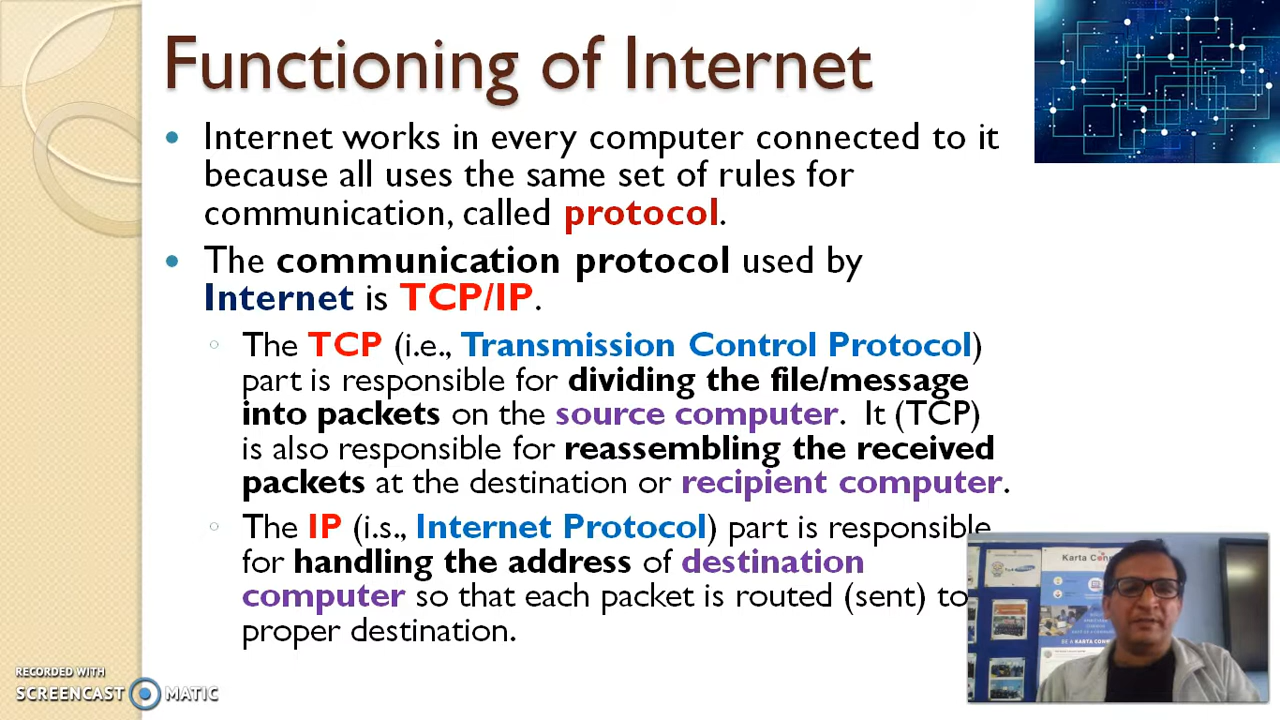 Functioning of Internet
Internet works in every computer connected to it
because all uses the same set of rules for
communication, called protocol.
The communication protocol used by
Internet is TCP/IP.
The TCP (i.e., Transmission Control Protocol)
part is responsible for dividing the file/message
into packets on the source computer. It (TCP)
is also responsible for reassembling the received
packets at the destination or recipient computer.
The IP (i.s., Internet Protocol) part is responsible
for handling the address of destination
computer so that each packet is routed (sent) to
proper destination.
Karta Conn
BE A KARTA
RECORDED WITH
SCREENCAST MATIC